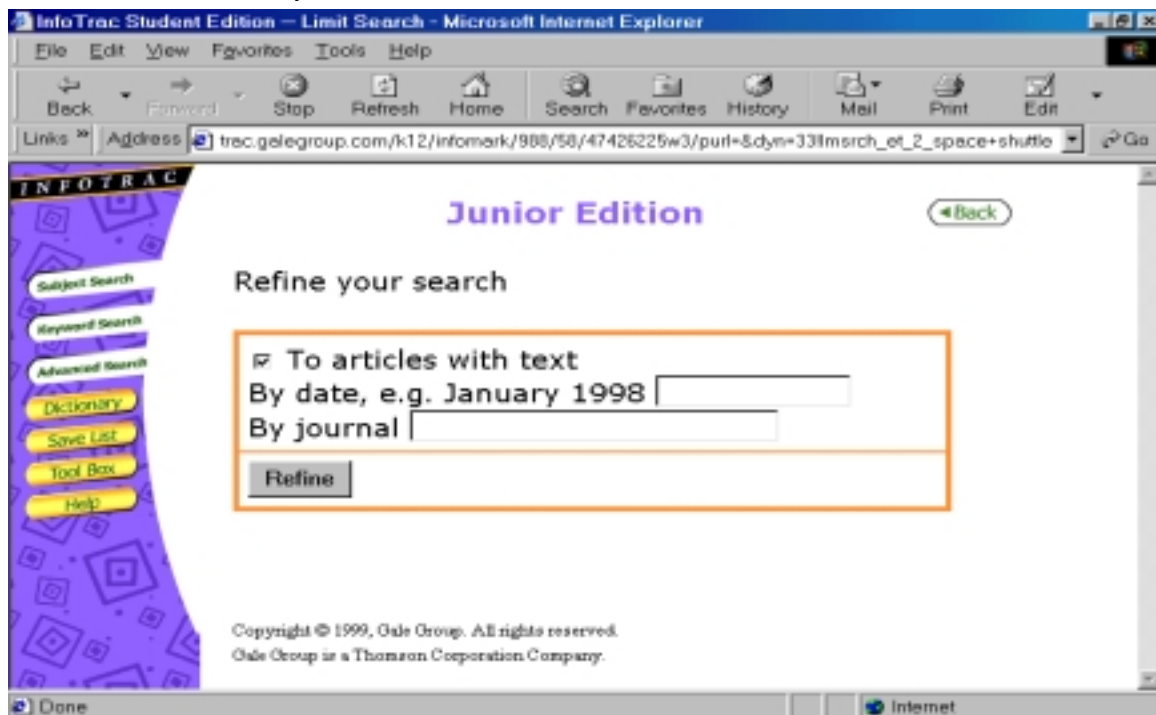 InfoTrac Student Edition — Limit Search - Microsoft Internet Explorer
File Edit View Favorites Tools Help
Back Forward Stop Refresh Home Search Favorites History Mail Print Edit
Links » Address trac.galegroup.com/k12/infomark/988/58/47426225w3/purl=&dyn=33!lmsrch_et_2_space+shuttle Go
INFOTRAC
Junior Edition
Back
Subject Search
Refine your search
Keyword Search
Advanced Search
To articles with text
Dictionary
By date, e.g. January 1998
Save List
By journal
Tool Box
Refine
Help
Copyright © 1999, Gale Group. All rights reserved.
Gale Group is a Thomson Corporation Company.
Done Internet